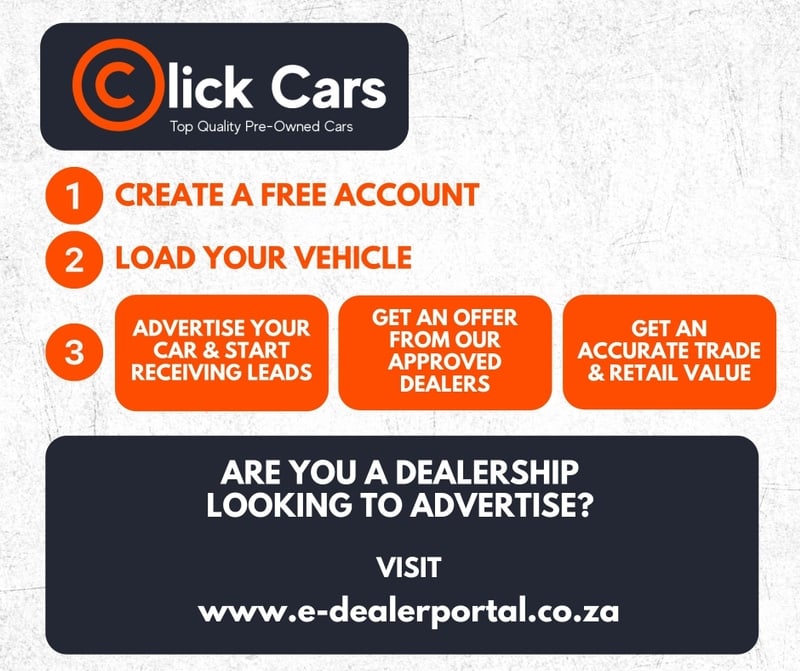 Click Cars
Top Quality Pre-Owned Cars
1 CREATE A FREE ACCOUNT
2 LOAD YOUR VEHICLE
3
ADVERTISE YOUR
CAR & START
RECEIVING LEADS
GET AN OFFER
FROM OUR
APPROVED
DEALERS
GET AN
ACCURATE TRADE
& RETAIL VALUE
ARE YOU A DEALERSHIP
LOOKING TO ADVERTISE?
VISIT
www.e-dealerportal.co.za